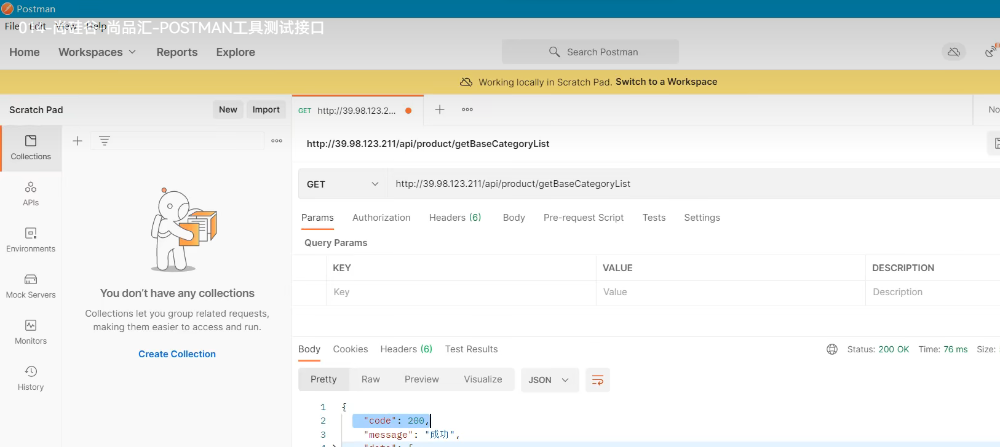 Postman
File Edit View Help
014-尚硅谷-尚品汇-POSTMAN工具测试接口
Home Workspaces Reports Explore
Search Postman
Working locally in Scratch Pad. Switch to a Workspace
Scratch Pad New Import
GET http://39.98.123.2...
No
Collections
http://39.98.123.211/api/product/getBaseCategoryList
GET http://39.98.123.211/api/product/getBaseCategoryList
APIs
Params Authorization Headers (6) Body Pre-request Script Tests Settings
Query Params
Environments
KEY VALUE DESCRIPTION
Key Value Description
Mock Servers
You don't have any collections
Collections let you group related requests,
making them easier to access and run.
Create Collection
Monitors
History
Body Cookies Headers (6) Test Results
Status: 200 OK Time: 76 ms Size:
Pretty Raw Preview Visualize JSON
1 {
2 "code": 200,
3 "message": "成功",